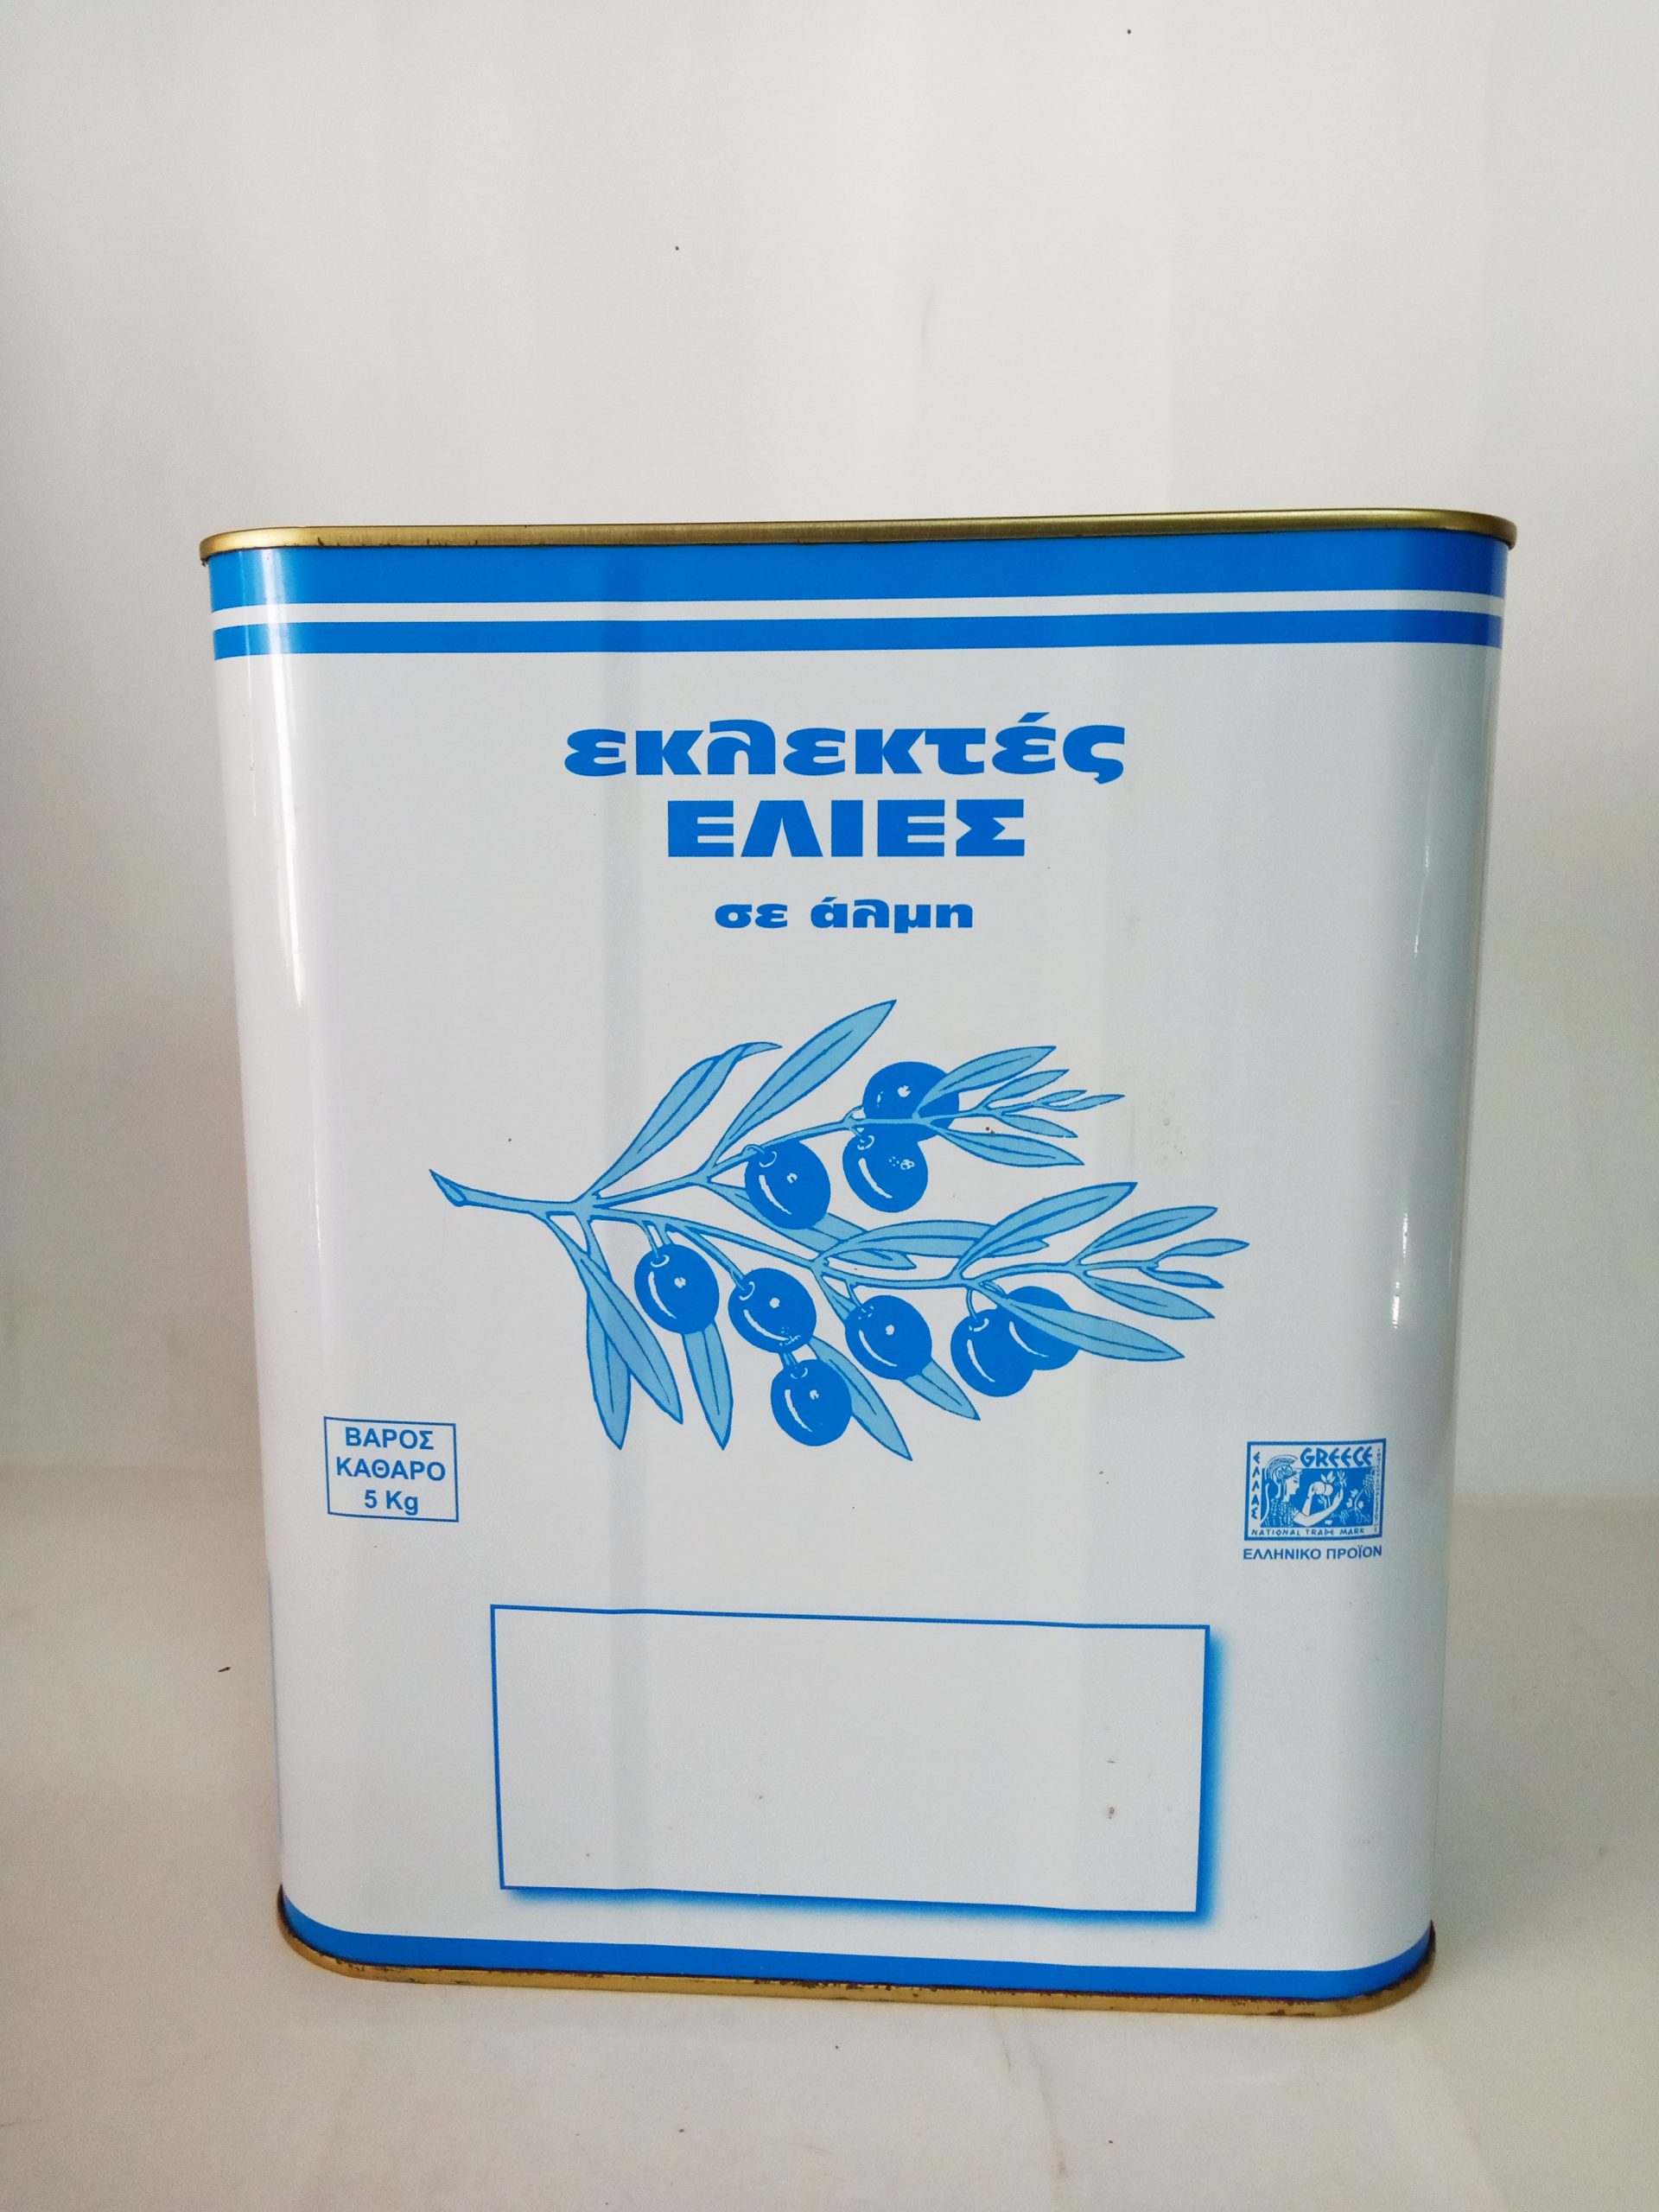 εκλεκτές
ΕΛΙΕΣ
σε άλμη
ΒΑΡΟΣ
ΚΑΘΑΡΟ
5 Kg
ΕΛΛΑΣ
GREECE
NATIONAL TRADE MARK
ΕΛΛΗΝΙΚΟ ΠΡΟΪΟΝ